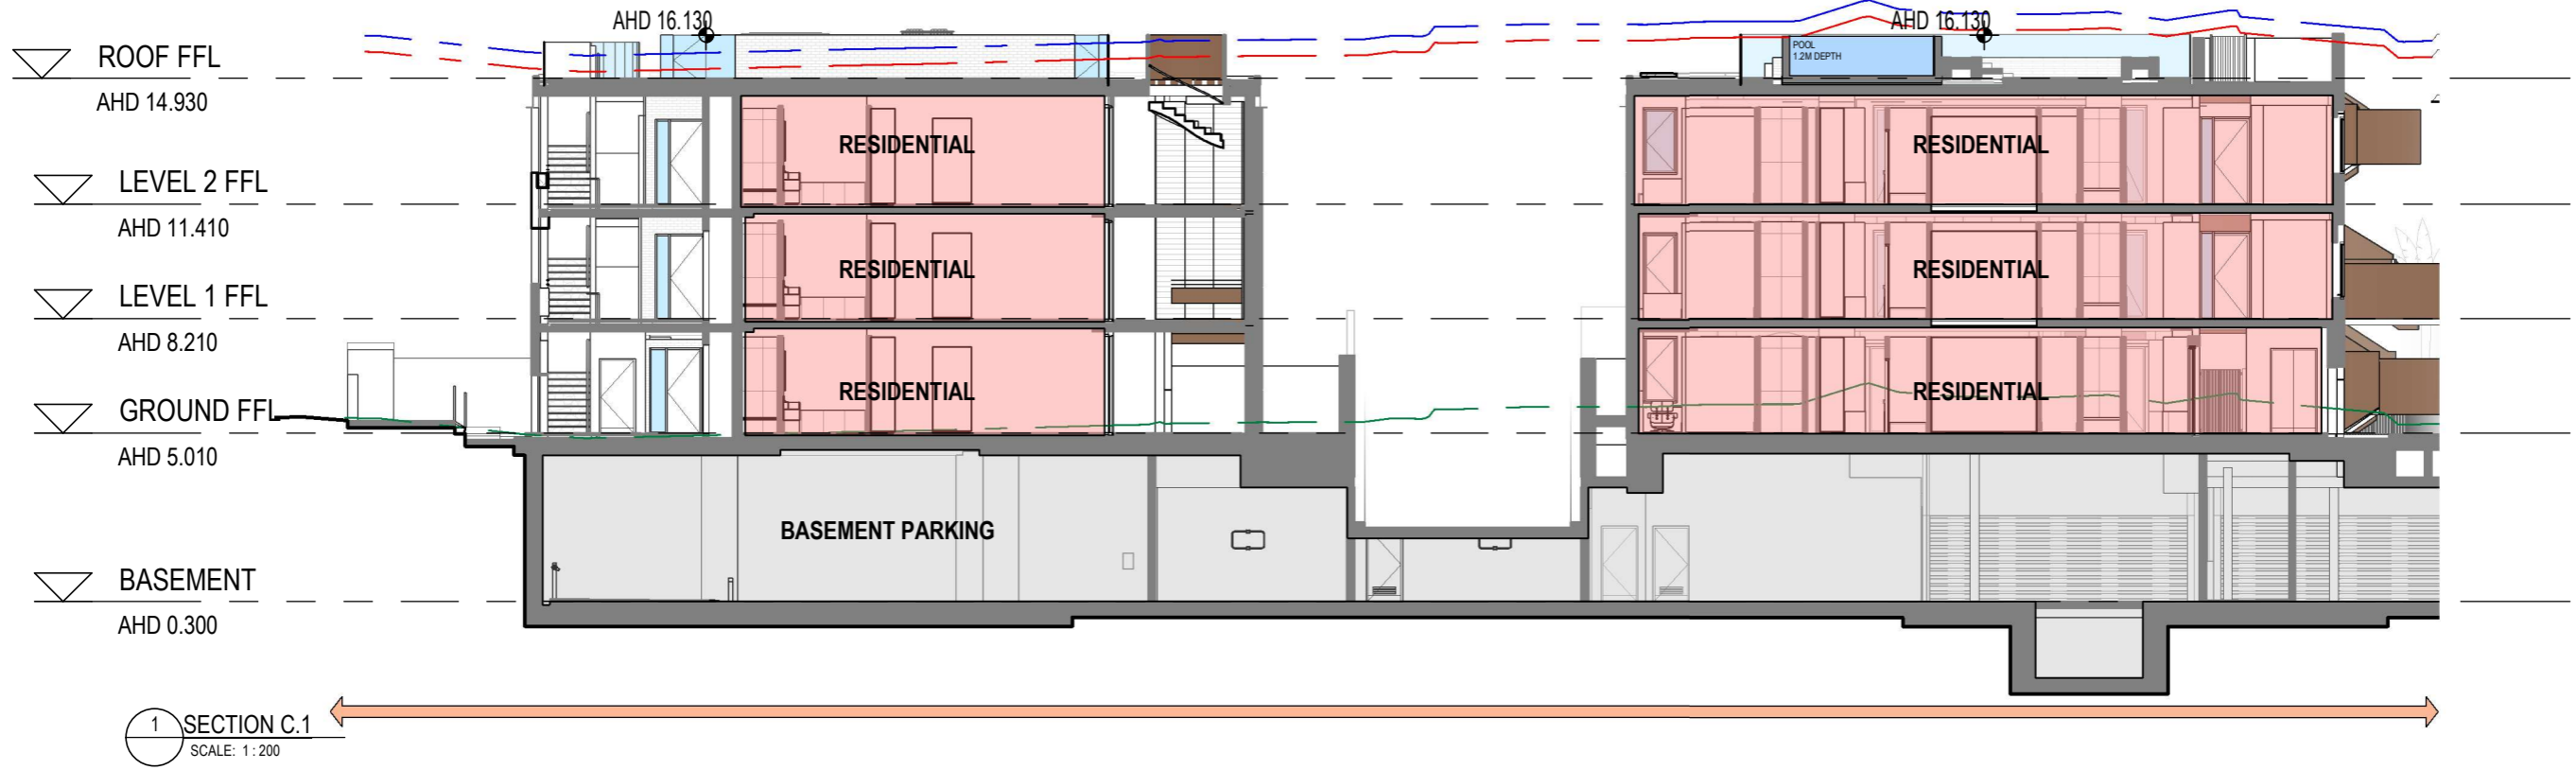 AHD 16.130
AHD 16.130
ROOF FFL
AHD 14.930
POOL
1.2M DEPTH
RESIDENTIAL
RESIDENTIAL
LEVEL 2 FFL
AHD 11.410
RESIDENTIAL
RESIDENTIAL
LEVEL 1 FFL
AHD 8.210
RESIDENTIAL
RESIDENTIAL
GROUND FFL
AHD 5.010
BASEMENT PARKING
BASEMENT
AHD 0.300
1 SECTION C.1
SCALE: 1 : 200